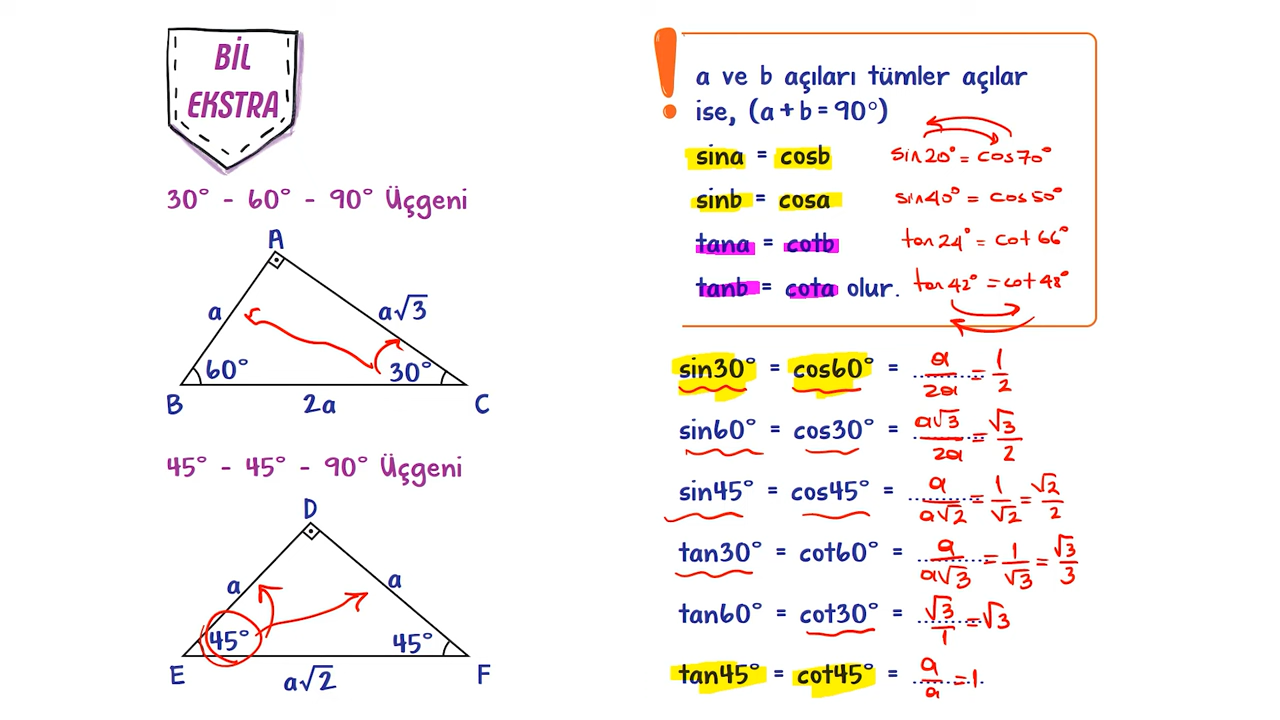 BİL
EKSTRA
30° - 60° - 90° Üçgeni
A
a
a√3
60°
30°
B
2a
C
45° - 45° - 90° Üçgeni
D
a
a
45°
45°
E
a√2
F
!
a ve b açıları tümler açılar
ise, (a + b = 90°)
sina = cosb sin20° = cos70°
sinb = cosa sin40° = cos50°
tana = cotb tan24° = cot66°
tanb = cota olur. tan42° = cot48°
sin30° = cos60° = a/2a = 1/2
sin60° = cos30° = a√3/2a = √3/2
sin45° = cos45° = a/a√2 = 1/√2 = √2/2
tan30° = cot60° = a/a√3 = 1/√3 = √3/3
tan60° = cot30° = √3/1 = √3
tan45° = cot45° = a/a = 1